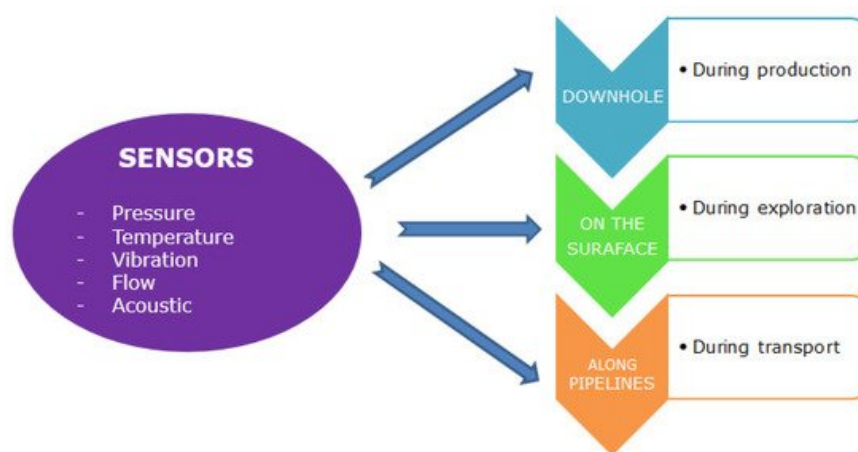 SENSORS
- Pressure
- Temperature
- Vibration
- Flow
- Acoustic
DOWNHOLE
• During production
ON THE
SURAFACE
• During exploration
ALONG
PIPELINES
• During transport